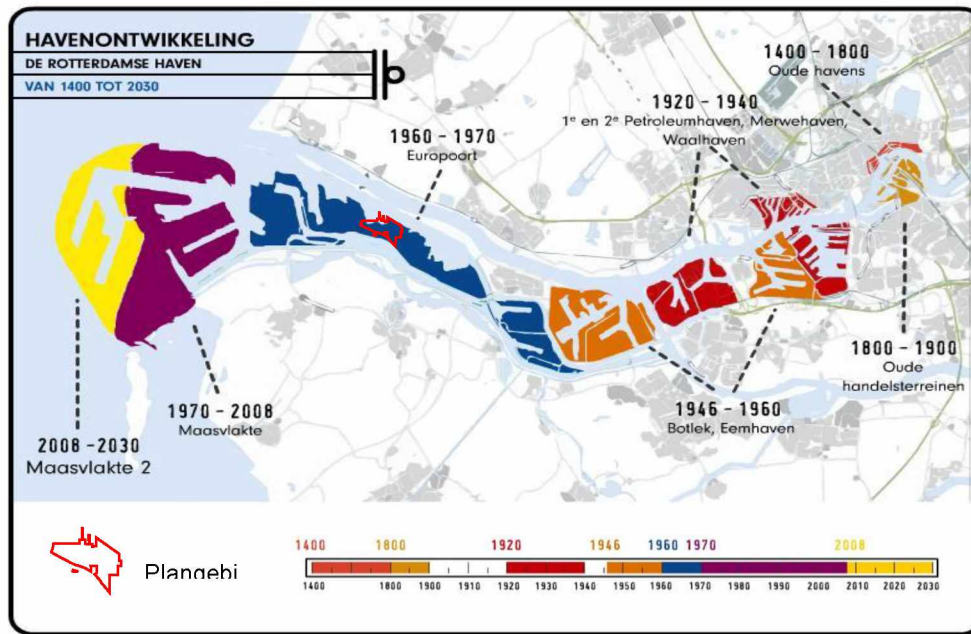 HAVENONTWIKKELING
DE ROTTERDAMSE HAVEN
VAN 1400 TOT 2030
1400 - 1800
Oude havens
1920 - 1940
1e en 2e Petroleumhaven, Merwehaven,
Waalhaven
1960 - 1970
Europoort
1800 - 1900
Oude
handelsterreinen
1970 - 2008
Maasvlakte
1946 - 1960
Botlek, Eemhaven
2008 -2030
Maasvlakte 2
Plangebi
1400 1800 1920 1946 1960 1970 2008
1400 1800 1900 1910 1920 1930 1940 1950 1960 1970 1980 1990 2000 2010 2020 2030